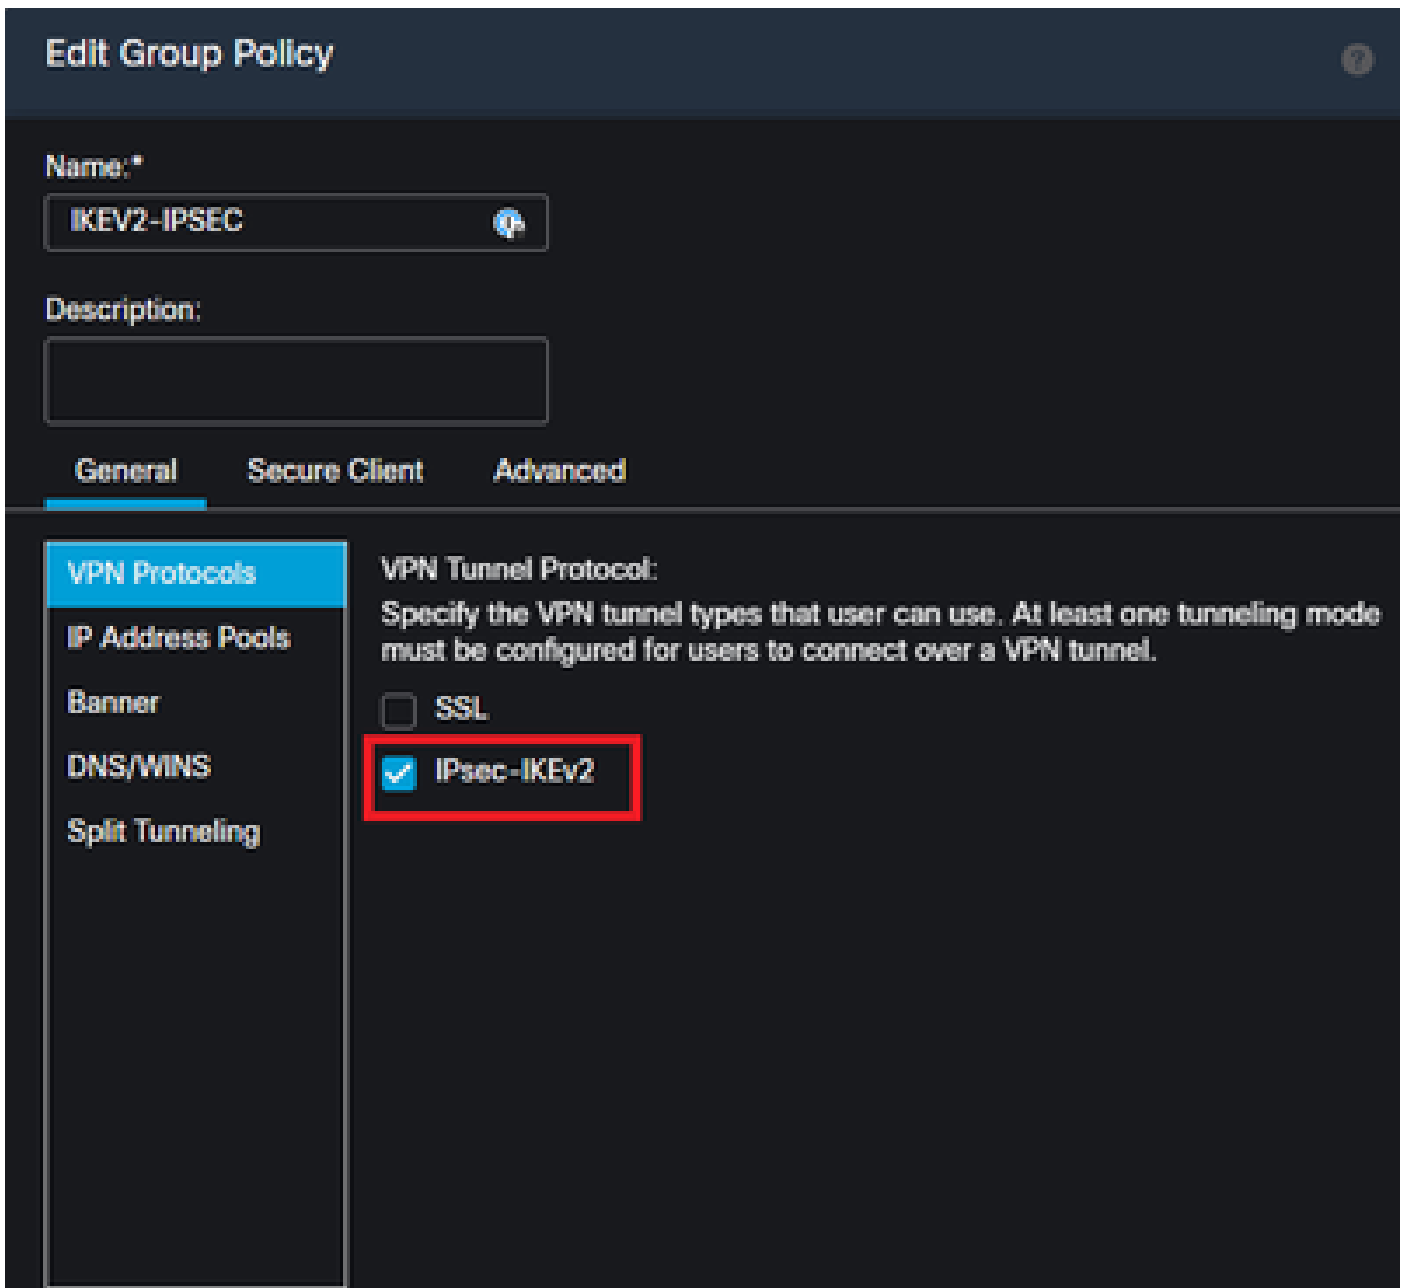 Edit Group Policy
Name:*
IKEV2-IPSEC
Description:
General Secure Client Advanced
VPN Protocols
IP Address Pools
Banner
DNS/WINS
Split Tunneling
VPN Tunnel Protocol:
Specify the VPN tunnel types that user can use. At least one tunneling mode
must be configured for users to connect over a VPN tunnel.
SSL
IPsec-IKEv2